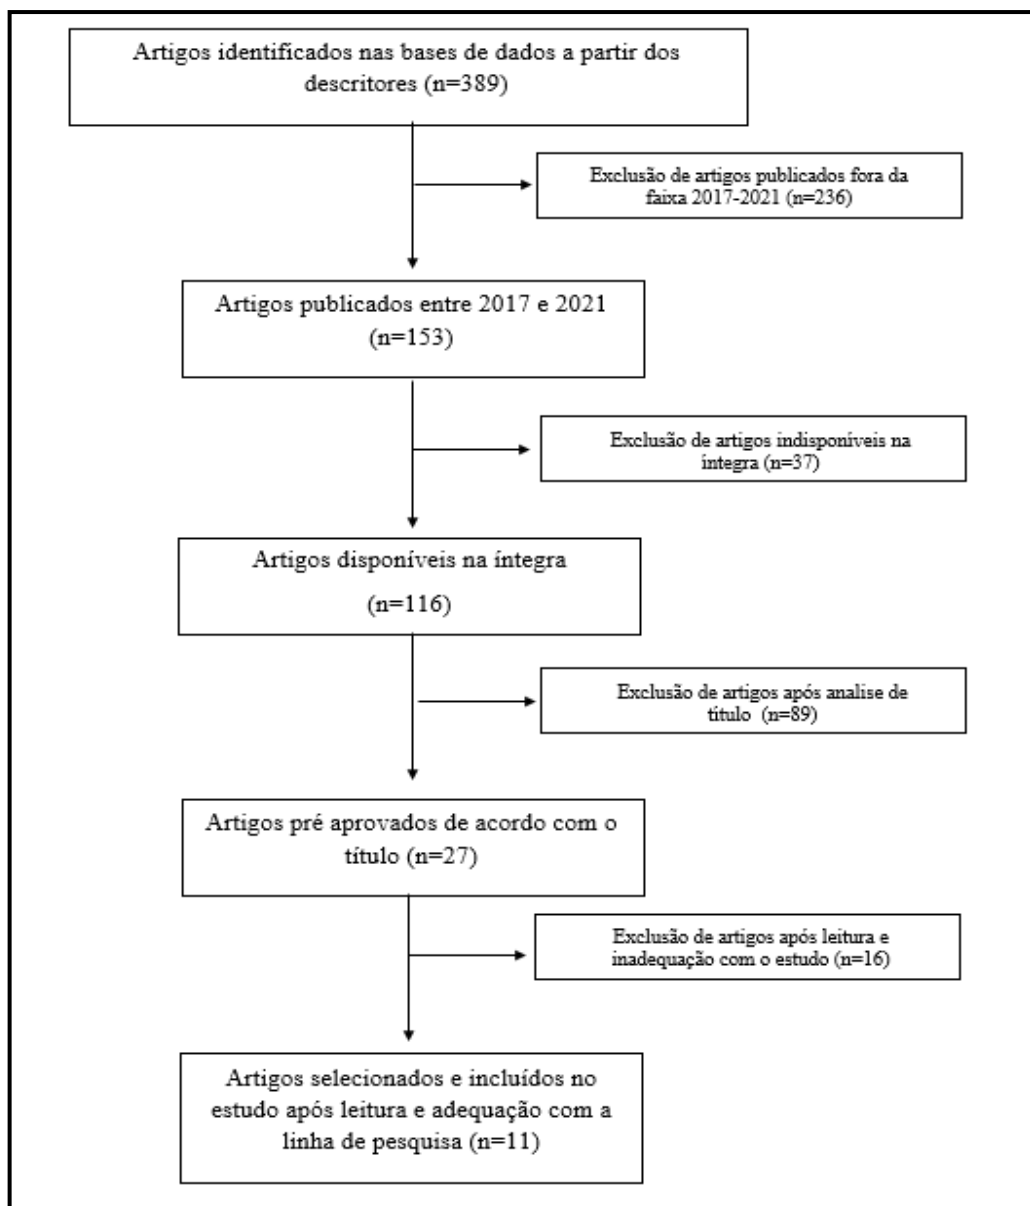 Artigos identificados nas bases de dados a partir dos
descritores (n=389)
Exclusão de artigos publicados fora da
faixa 2017-2021 (n=236)
Artigos publicados entre 2017 e 2021
(n=153)
Exclusão de artigos indisponíveis na
íntegra (n=37)
Artigos disponíveis na íntegra
(n=116)
Exclusão de artigos após analise de
título (n=89)
Artigos pré aprovados de acordo com o
título (n=27)
Exclusão de artigos após leitura e
inadequação com o estudo (n=16)
Artigos selecionados e incluídos no
estudo após leitura e adequação com a
linha de pesquisa (n=11)